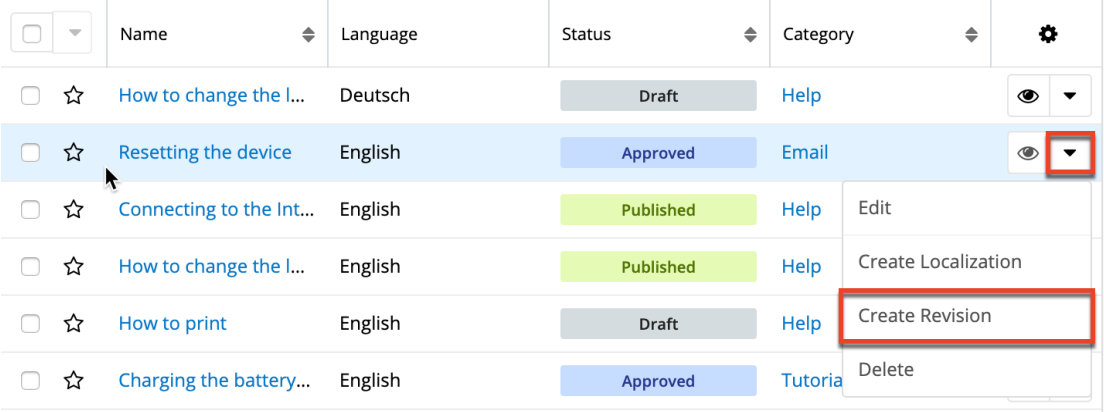 Name Language Status Category
How to change the l... Deutsch Draft Help
Resetting the device English Approved Email
Connecting to the Int... English Published Help
Edit
How to change the l... English Published Help
Create Localization
How to print English Draft Help
Create Revision
Charging the battery... English Approved Tutoria
Delete